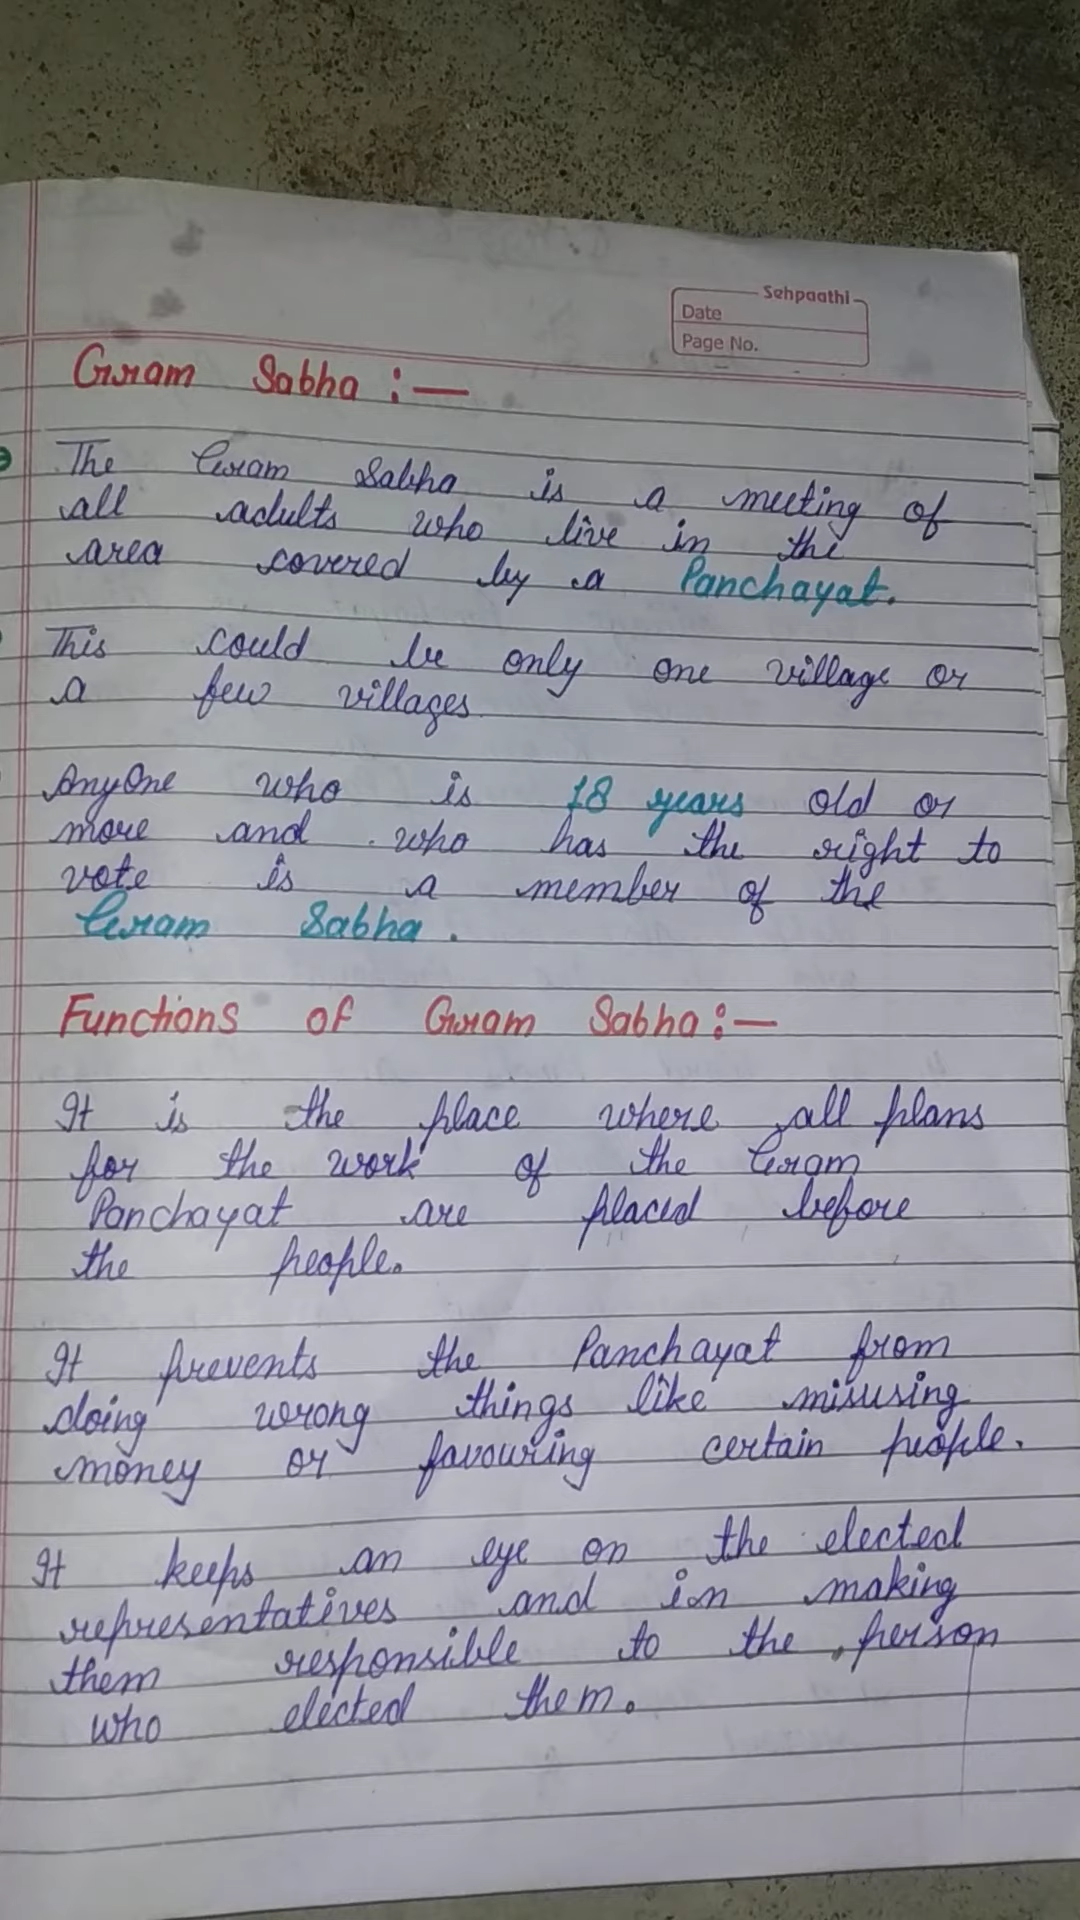 Sehpaathi
Date
Page No.
Gram Sabha :—
The Gram Sabha is a meeting of
all adults who live in the
area covered by a Panchayat.
This could be only one village or
a few villages
AnyOne who is 18 years old or
more and who has the right to
vote is a member of the
Gram Sabha.
Functions of Gram Sabha:—
It is the place where all plans
for the work of the Gram
Panchayat are placed before
the people.
It prevents the Panchayat from
doing wrong things like misusing
money or favouring certain people.
It keeps an eye on the elected
representatives and in making
them responsible to the person
who elected them.